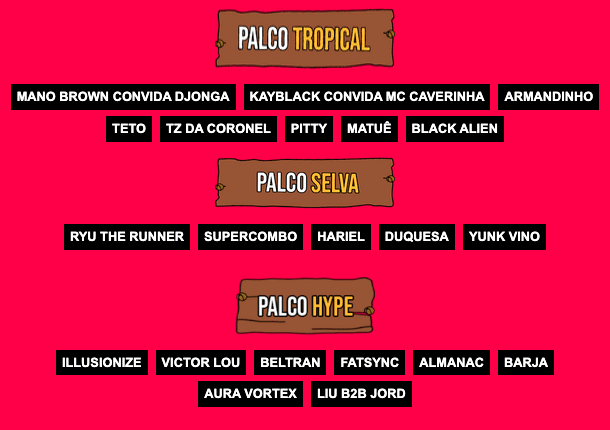 PALCO TROPICAL
MANO BROWN CONVIDA DJONGA KAYBLACK CONVIDA MC CAVERINHA ARMANDINHO
TETO TZ DA CORONEL PITTY MATUÊ BLACK ALIEN
PALCO SELVA
RYU THE RUNNER SUPERCOMBO HARIEL DUQUESA YUNK VINO
PALCO HYPE
ILLUSIONIZE VICTOR LOU BELTRAN FATSYNC ALMANAC BARJA
AURA VORTEX LIU B2B JORD